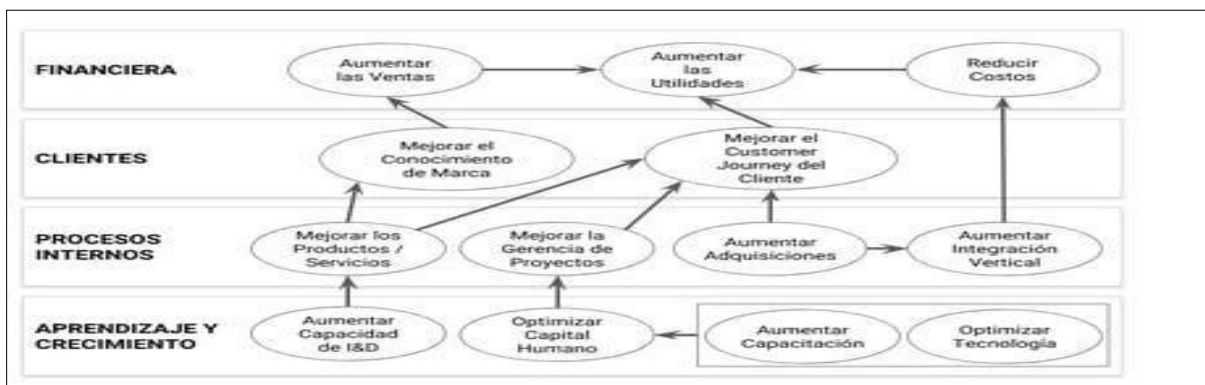 FINANCIERA
Aumentar
las Ventas
Aumentar
las
Utilidades
Reducir
Costos
CLIENTES
Mejorar el
Conocimiento
de Marca
Mejorar el
Customer
Journey del
Cliente
PROCESOS
INTERNOS
Mejorar los
Productos /
Servicios
Mejorar la
Gerencia de
Proyectos
Aumentar
Adquisiciones
Aumentar
Integración
Vertical
APRENDIZAJE Y
CRECIMIENTO
Aumentar
Capacidad
de I&D
Optimizar
Capital
Humano
Aumentar
Capacitación
Optimizar
Tecnología